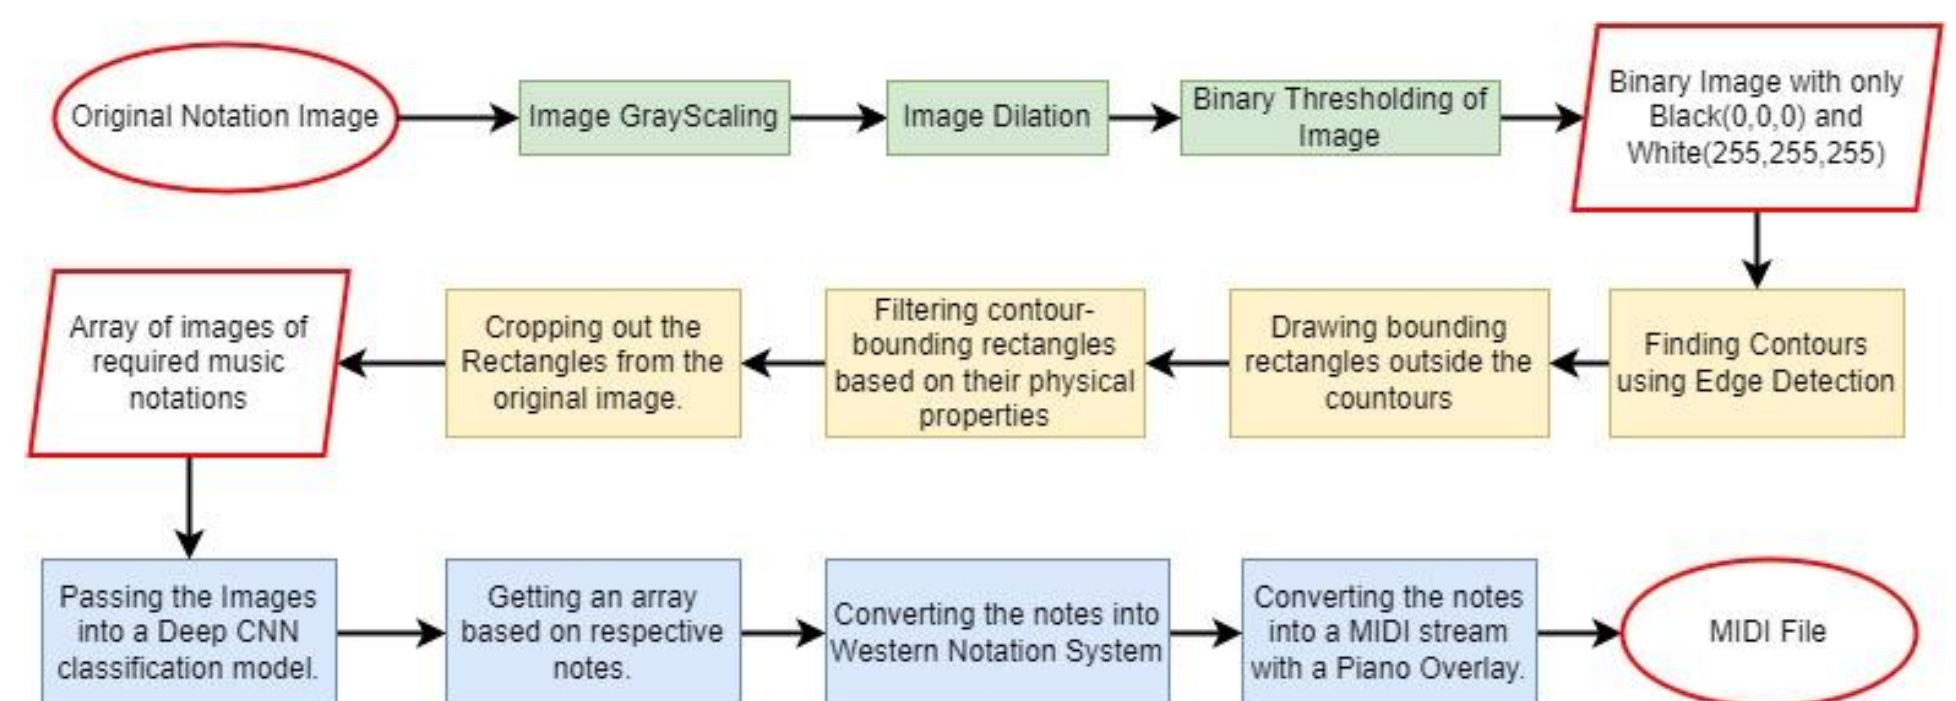 Original Notation Image
Image GrayScaling
Image Dilation
Binary Thresholding of
Image
Binary Image with only
Black(0,0,0) and
White(255,255,255)
Finding Contours
using Edge Detection
Drawing bounding
rectangles outside the
countours
Filtering contour-
bounding rectangles
based on their physical
properties
Cropping out the
Rectangles from the
original image.
Array of images of
required music
notations
Passing the Images
into a Deep CNN
classification model.
Getting an array
based on respective
notes.
Converting the notes into
Western Notation System
Converting the notes
into a MIDI stream
with a Piano Overlay.
MIDI File